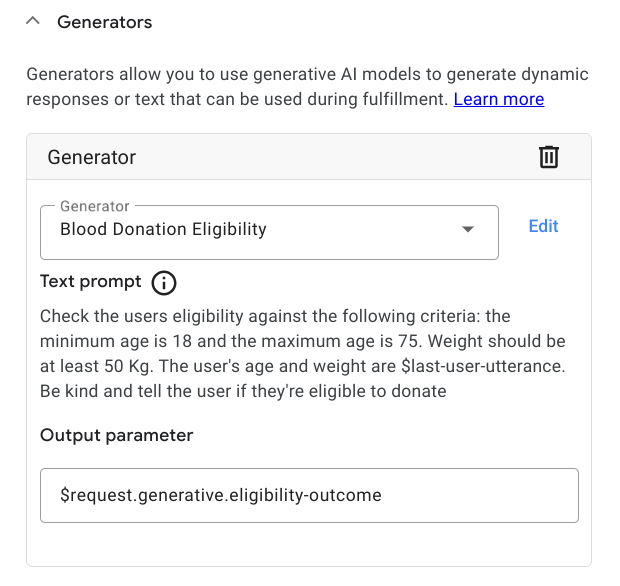 Generators
Generators allow you to use generative AI models to generate dynamic
responses or text that can be used during fulfillment. Learn more
Generator
Generator
Blood Donation Eligibility
Edit
Text prompt
Check the users eligibility against the following criteria: the
minimum age is 18 and the maximum age is 75. Weight should be
at least 50 Kg. The user's age and weight are $last-user-utterance.
Be kind and tell the user if they're eligible to donate
Output parameter
$request.generative.eligibility-outcome